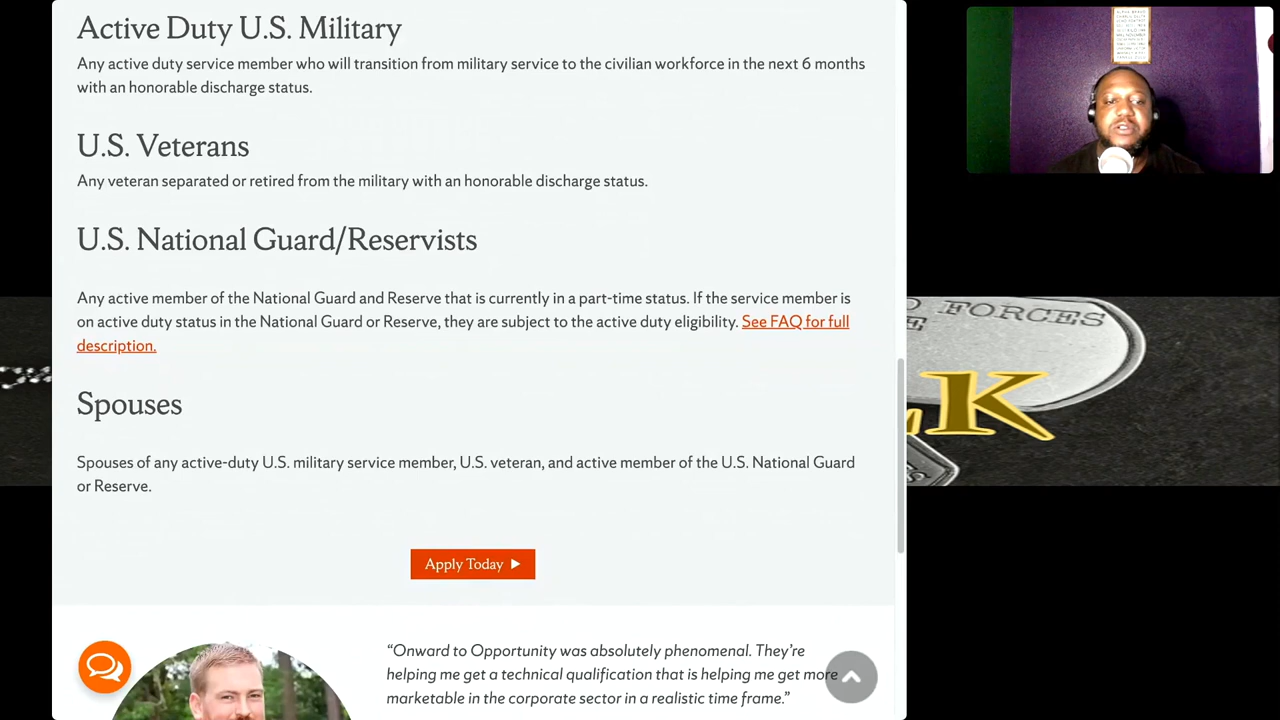 Active Duty U.S. Military
Any active duty service member who will transition from military service to the civilian workforce in the next 6 months
with an honorable discharge status.
U.S. Veterans
Any veteran separated or retired from the military with an honorable discharge status.
U.S. National Guard/Reservists
Any active member of the National Guard and Reserve that is currently in a part-time status. If the service member is
on active duty status in the National Guard or Reserve, they are subject to the active duty eligibility. See FAQ for full
description.
Spouses
Spouses of any active-duty U.S. military service member, U.S. veteran, and active member of the U.S. National Guard
or Reserve.
Apply Today
“Onward to Opportunity was absolutely phenomenal. They’re
helping me get a technical qualification that is helping me get more
marketable in the corporate sector in a realistic time frame.”
FORCES
K